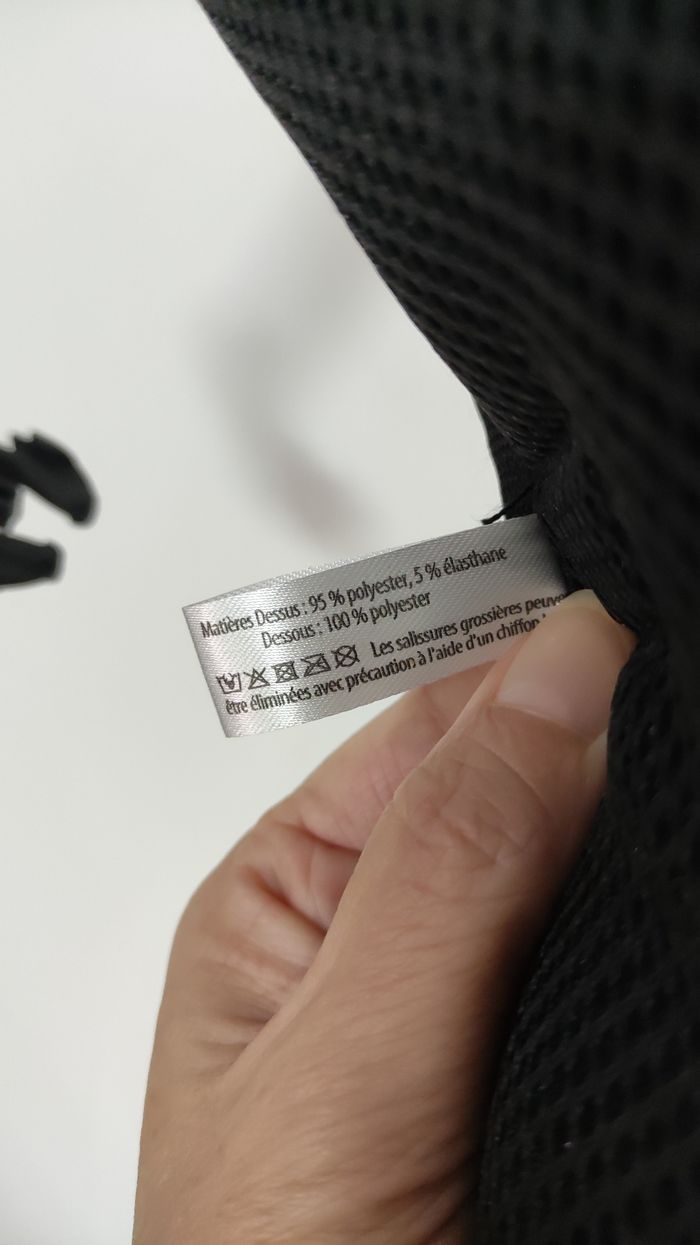 Matières Dessus : 95 % polyester, 5 % élasthane
Dessous : 100 % polyester
Les salissures grossières peuve
être éliminées avec précaution à l'aide d'un chiffon